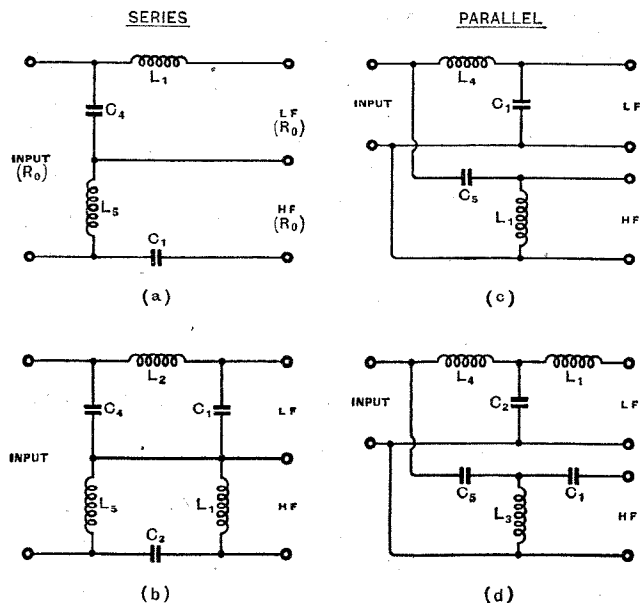 SERIES
PARALLEL
L1
C4
INPUT
(R0)
LF
(R0)
L5
HF
(R0)
C1
(a)
L4
INPUT
C1
LF
C5
L1
HF
(c)
L2
C4
C1
LF
INPUT
L5
L1
HF
C2
(b)
L4
L1
INPUT
C2
LF
C5
C1
L3
HF
(d)